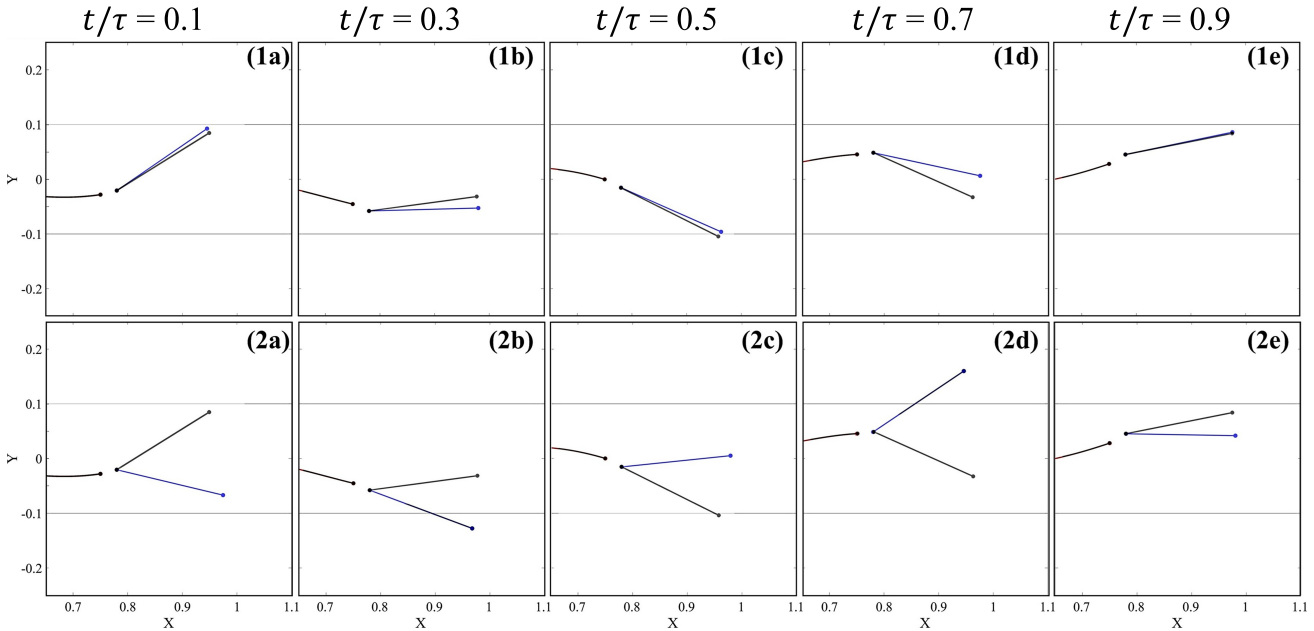 t/τ = 0.1 t/τ = 0.3 t/τ = 0.5 t/τ = 0.7 t/τ = 0.9
(1a) (1b) (1c) (1d) (1e)
0.2
0.1
Y
0
-0.1
-0.2
(2a) (2b) (2c) (2d) (2e)
0.2
0.1
Y
0
-0.1
-0.2
0.7 0.8 0.9 1 1.1 0.7 0.8 0.9 1 1.1 0.7 0.8 0.9 1 1.1 0.7 0.8 0.9 1 1.1 0.7 0.8 0.9 1 1.1
X X X X X